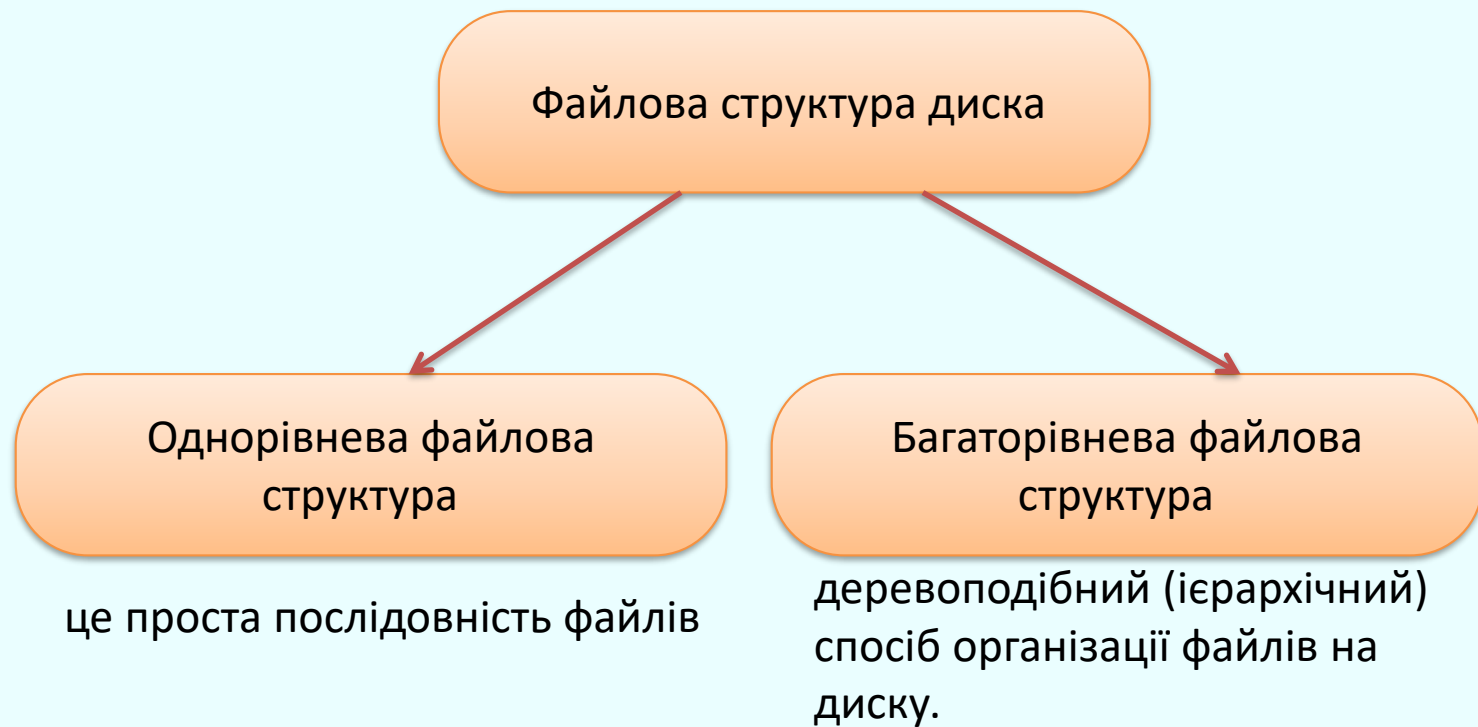 Файлова структура диска
Однорівнева файлова
структура
Багаторівнева файлова
структура
це проста послідовність файлів
деревоподібний (ієрархічний)
спосіб організації файлів на
диску.